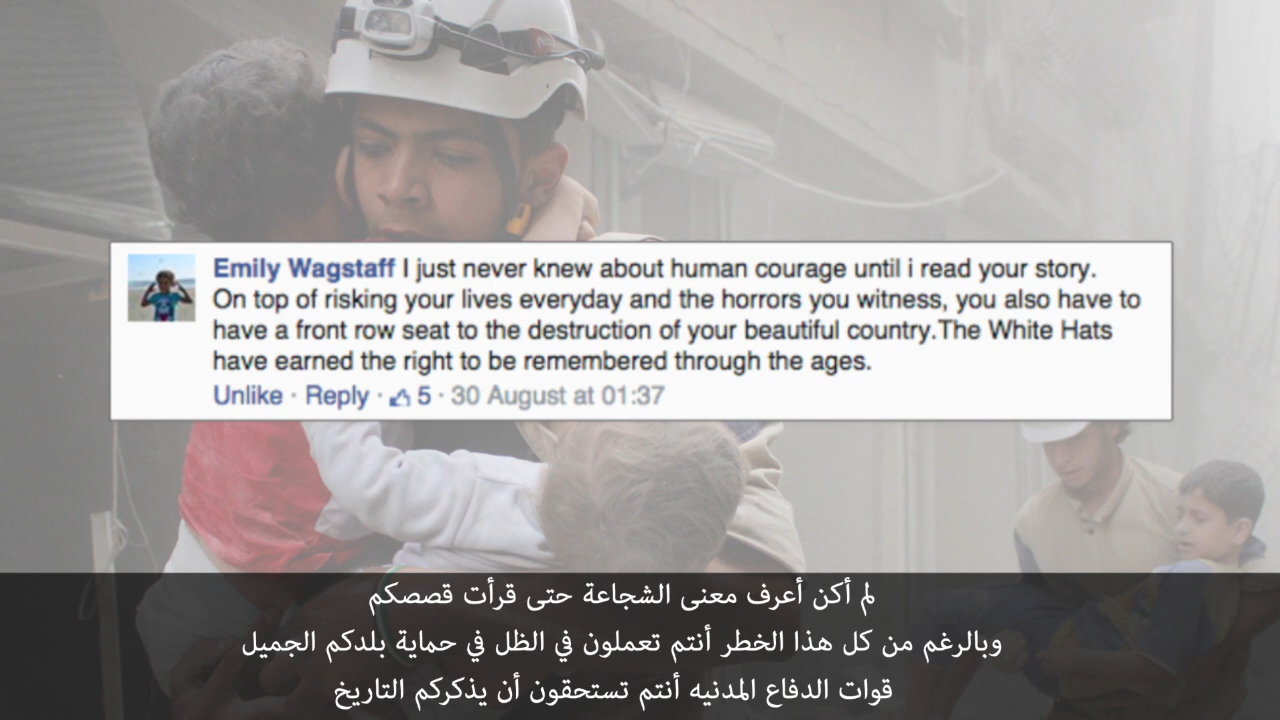 Emily Wagstaff I just never knew about human courage until i read your story.
On top of risking your lives everyday and the horrors you witness, you also have to
have a front row seat to the destruction of your beautiful country.The White Hats
have earned the right to be remembered through the ages.
Unlike · Reply · 5 · 30 August at 01:37
لم أكن أعرف معنى الشجاعة حتى قرأت قصصكم
وبالرغم من كل هذا الخطر أنتم تعملون في الظل في حماية بلدكم الجميل
قوات الدفاع المدنيه أنتم تستحقون أن يذكركم التاريخ